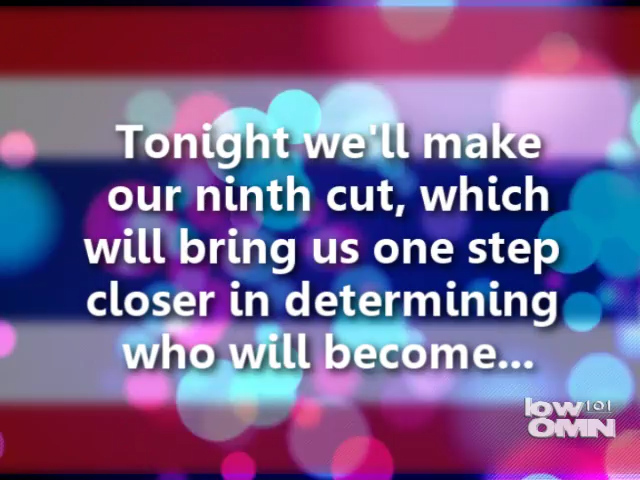 Tonight we'll make
our ninth cut, which
will bring us one step
closer in determining
who will become...
low 101
OMN